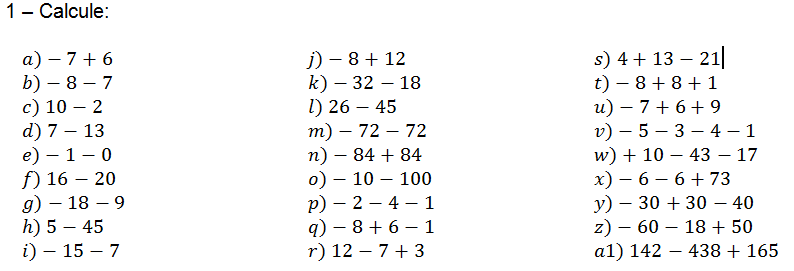 1 – Calcule:
a) – 7 + 6
b) – 8 – 7
c) 10 – 2
d) 7 – 13
e) – 1 – 0
f) 16 – 20
g) – 18 – 9
h) 5 – 45
i) – 15 – 7
j) – 8 + 12
k) – 32 – 18
l) 26 – 45
m) – 72 – 72
n) – 84 + 84
o) – 10 – 100
p) – 2 – 4 – 1
q) – 8 + 6 – 1
r) 12 – 7 + 3
s) 4 + 13 – 21
t) – 8 + 8 + 1
u) – 7 + 6 + 9
v) – 5 – 3 – 4 – 1
w) + 10 – 43 – 17
x) – 6 – 6 + 73
y) – 30 + 30 – 40
z) – 60 – 18 + 50
a1) 142 – 438 + 165